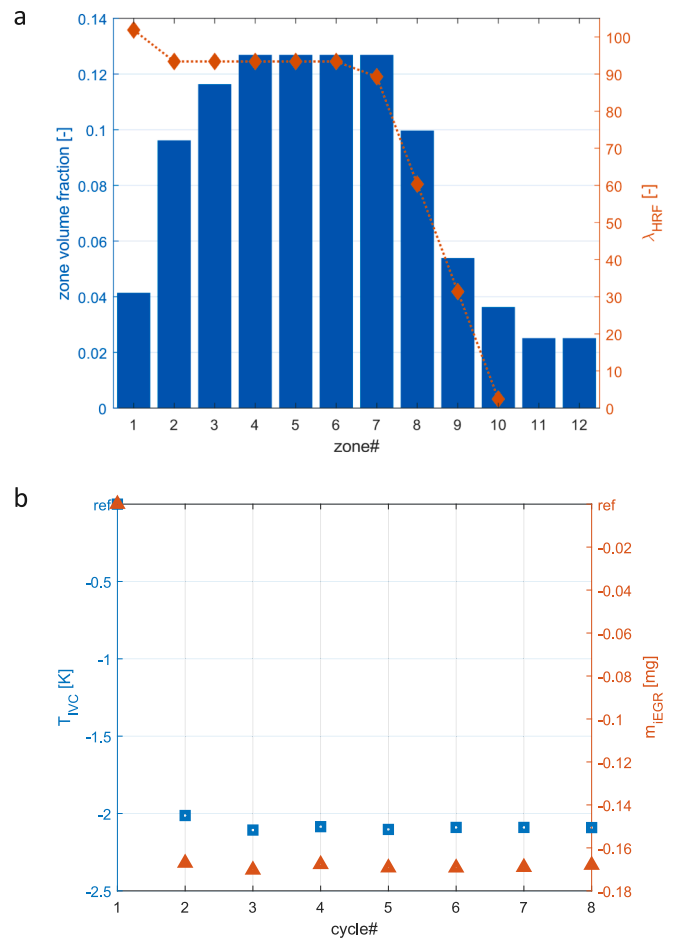 a
0.14
0.12
0.1
0.08
0.06
0.04
0.02
0
zone volume fraction [-]
100
90
80
70
60
50
40
30
20
10
0
λHRF [-]
1 2 3 4 5 6 7 8 9 10 11 12
zone#
b
ref
-0.5
-1
-1.5
-2
-2.5
TIVC [K]
ref
-0.02
-0.04
-0.06
-0.08
-0.1
-0.12
-0.14
-0.16
-0.18
miEGR [mg]
1 2 3 4 5 6 7 8
cycle#